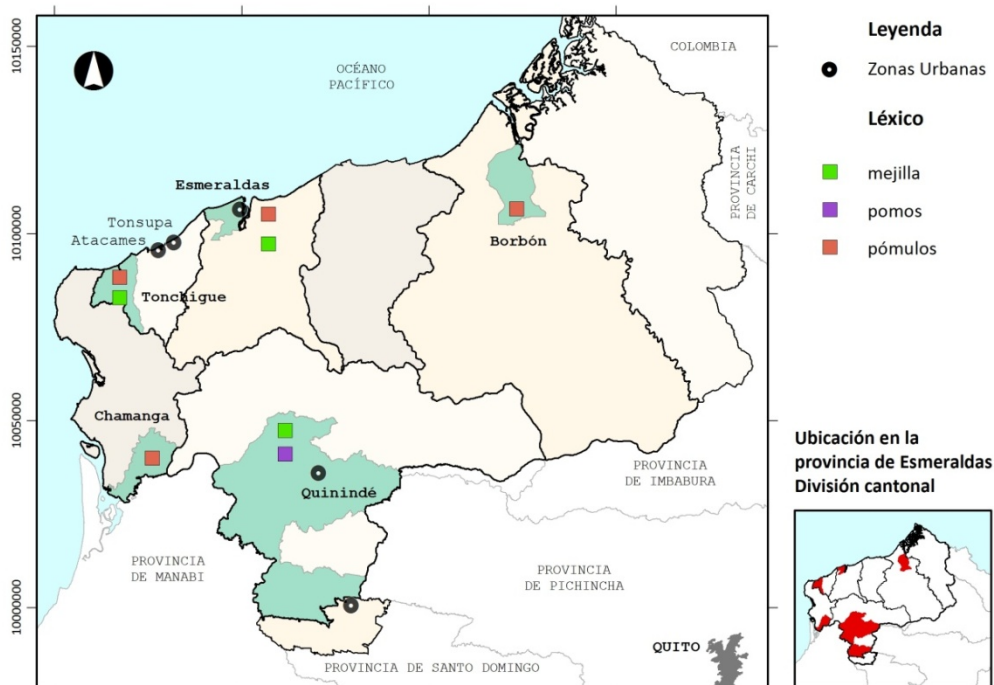 10150000
10100000
10050000
10000000
OCÉANO
PACÍFICO
COLOMBIA
PROVINCIA
DE CARCHI
Esmeraldas
Tonsupa
Atacames
Tonchigue
Borbón
Chamanga
Quinindé
PROVINCIA
DE IMBABURA
PROVINCIA
DE MANABI
PROVINCIA
DE PICHINCHA
QUITO
PROVINCIA DE SANTO DOMINGO
Leyenda
Zonas Urbanas
Léxico
mejilla
pomos
pómulos
Ubicación en la
provincia de Esmeraldas
División cantonal